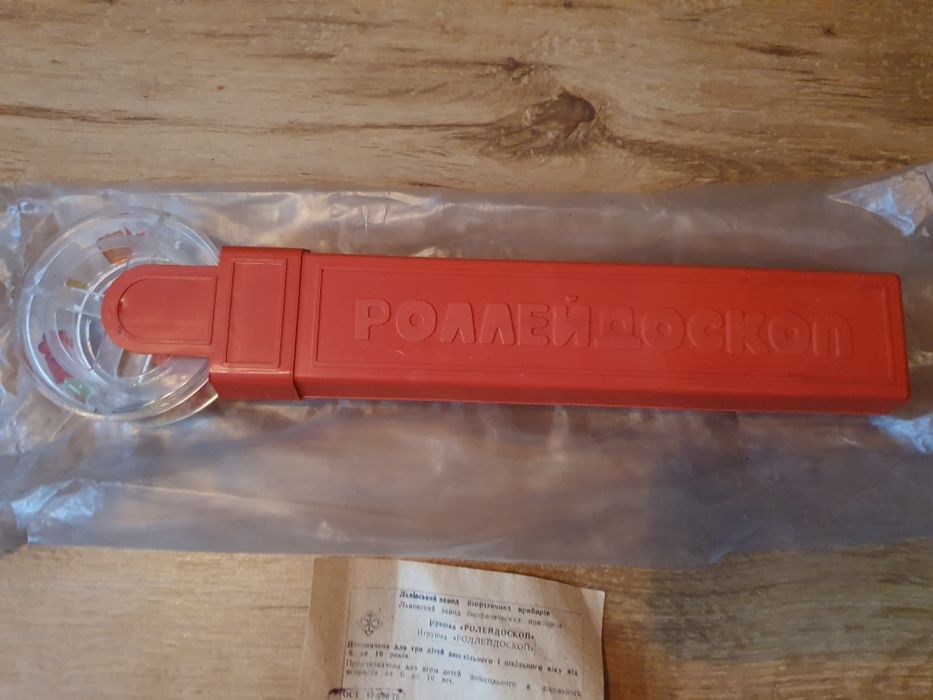 РОЛЛЕЙДОСКОП
Львівський завод біофізичних приборів
Львовский завод биофизических приборов
Іграшка «РОЛЕЙДОСКОП»
Игрушка «РОЛЛЕЙДОСКОП»
Призначена для гри дітей дошкільного і шкільного віку від
6 до 10 років.
Предназначена для игры детей дошкольного и школьного
возраста от 6 до 10 лет.